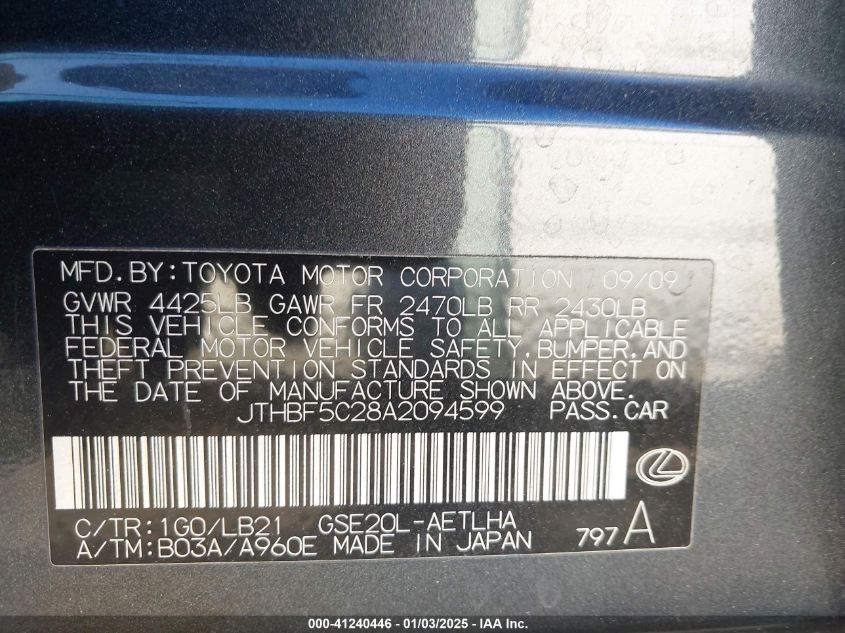 MFD.BY:TOYOTA MOTOR CORPORATION 09/09
GVWR 4425LB GAWR FR 2470LB RR 2430LB
THIS VEHICLE CONFORMS TO ALL APPLICABLE
FEDERAL MOTOR VEHICLE SAFETY,BUMPER,AND
THEFT PREVENTION STANDARDS IN EFFECT ON
THE DATE OF MANUFACTURE SHOWN ABOVE.
JTHBF5C28A2094599 PASS.CAR
C/TR:1G0/LB21 GSE20L-AETLHA
A/TM:B03A/A960E MADE IN JAPAN 797 A
000-41240446 - 01/03/2025 - IAA Inc.